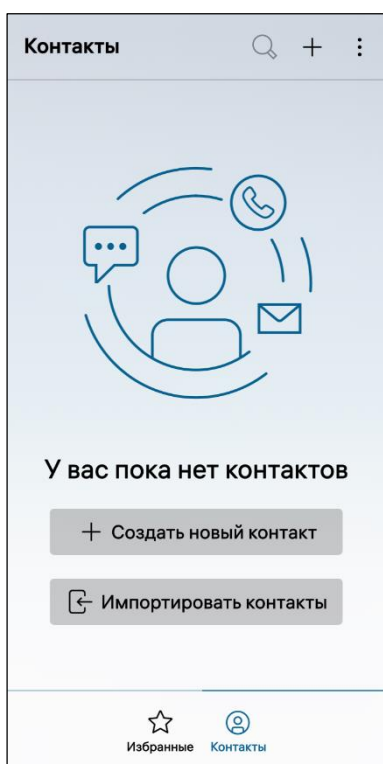 Контакты
У вас пока нет контактов
Создать новый контакт
Импортировать контакты
Избранные Контакты